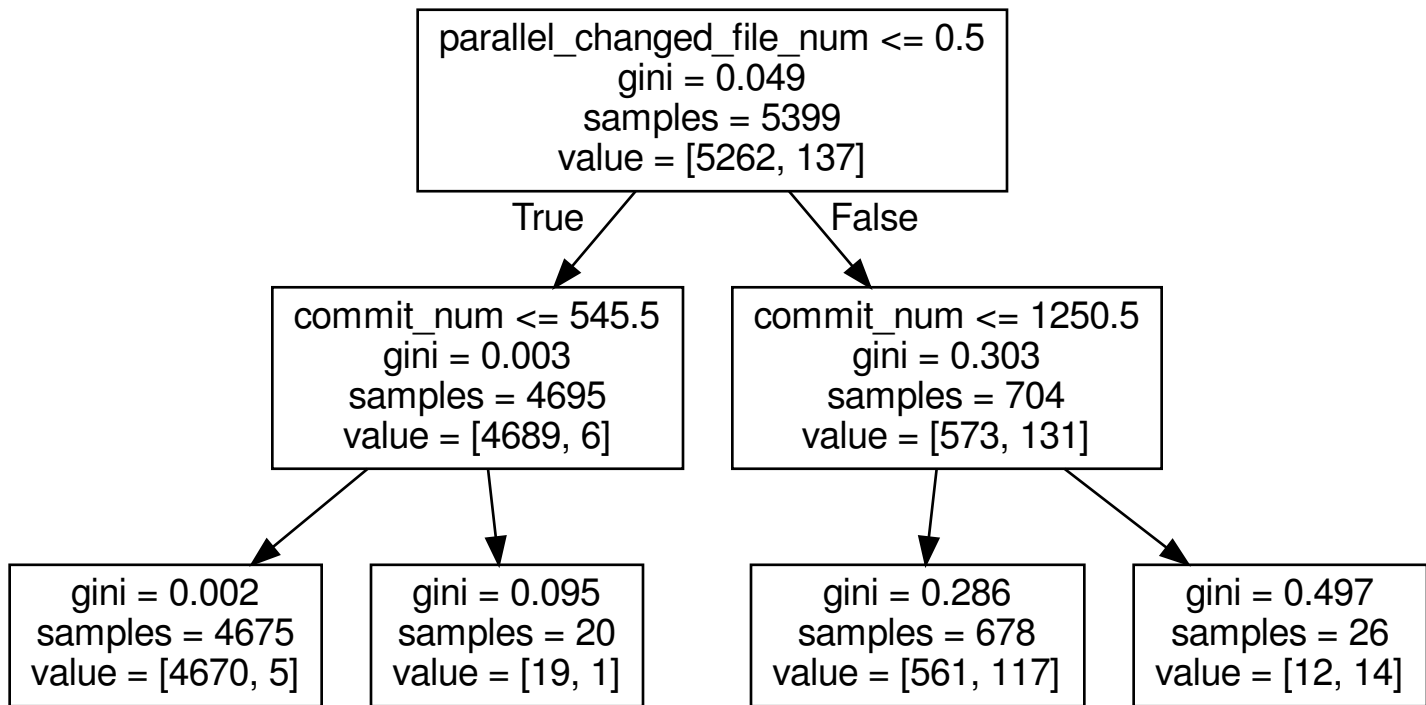 parallel_changed_file_num <= 0.5
gini = 0.049
samples = 5399
value = [5262, 137]
True
False
commit_num <= 545.5
gini = 0.003
samples = 4695
value = [4689, 6]
commit_num <= 1250.5
gini = 0.303
samples = 704
value = [573, 131]
gini = 0.002
samples = 4675
value = [4670, 5]
gini = 0.095
samples = 20
value = [19, 1]
gini = 0.286
samples = 678
value = [561, 117]
gini = 0.497
samples = 26
value = [12, 14]